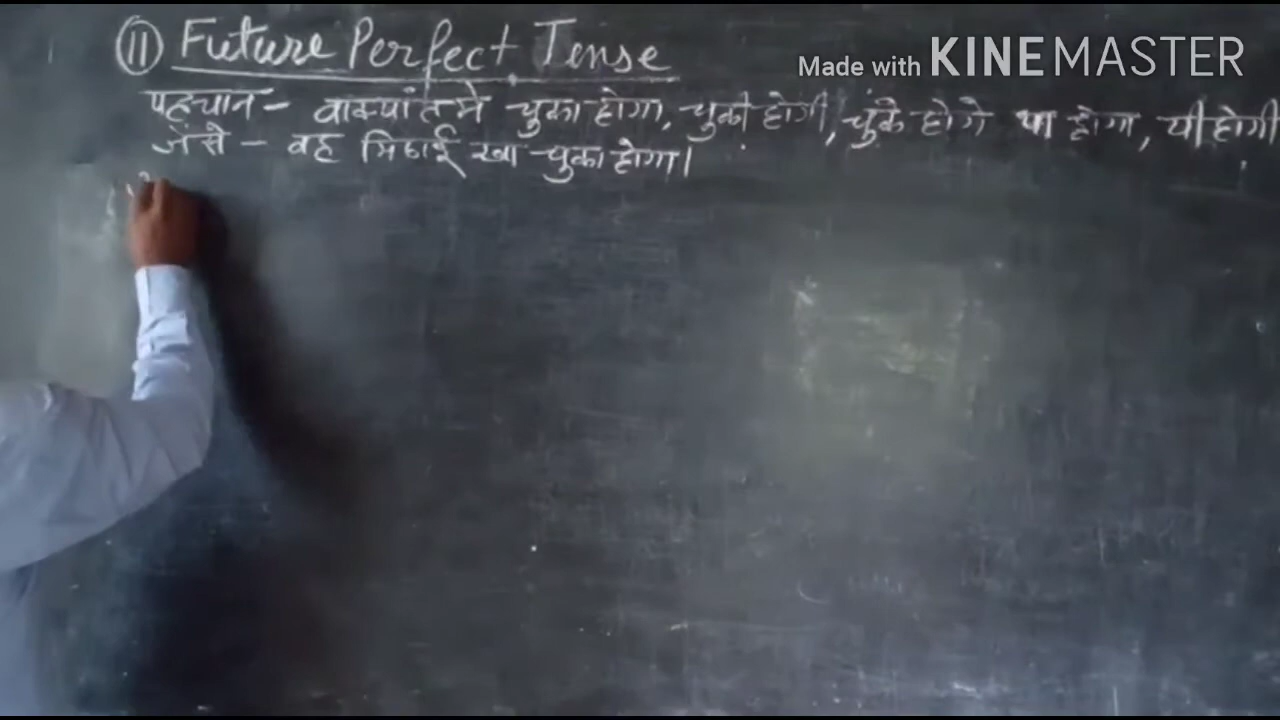 ⑪ Future Perfect Tense
Made with KINEMASTER
पहचान - वाक्यांत मे चुका होगा, चुकी होगी, चुंके होगे या होगा, यी होगी
जैसे - वह मिठाई खा चुका होगा।